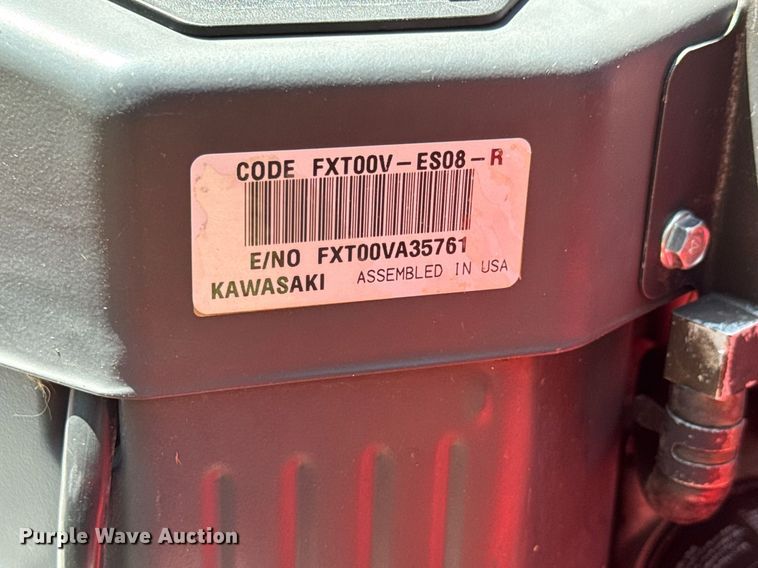 CODE FXT00V-ES08-R
E/NO FXT00VA35761
KAWASAKI ASSEMBLED IN USA
Purple Wave Auction